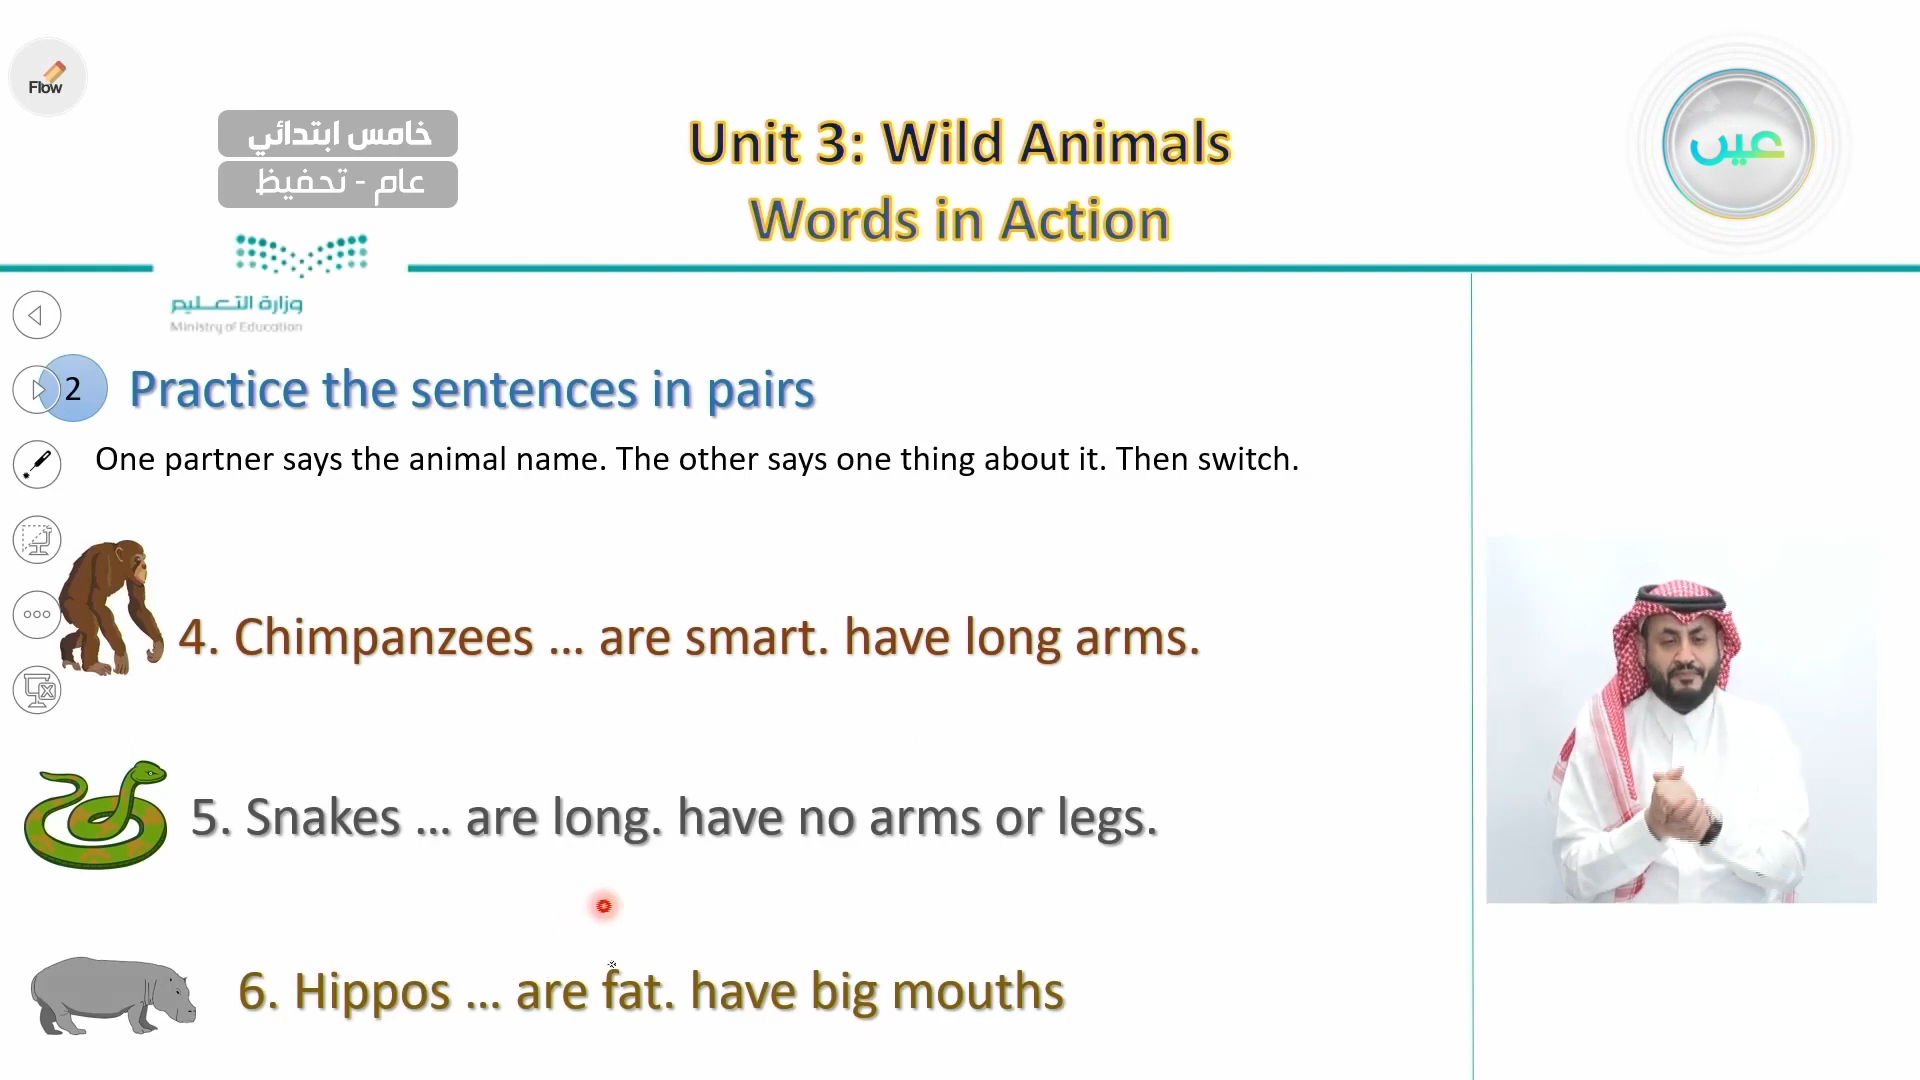 Flow
خامس ابتدائي
عام - تحفيظ
Unit 3: Wild Animals
Words in Action
عين
وزارة التعليم
Ministry of Education
2 Practice the sentences in pairs
One partner says the animal name. The other says one thing about it. Then switch.
4. Chimpanzees ... are smart. have long arms.
5. Snakes ... are long. have no arms or legs.
6. Hippos ... are fat. have big mouths